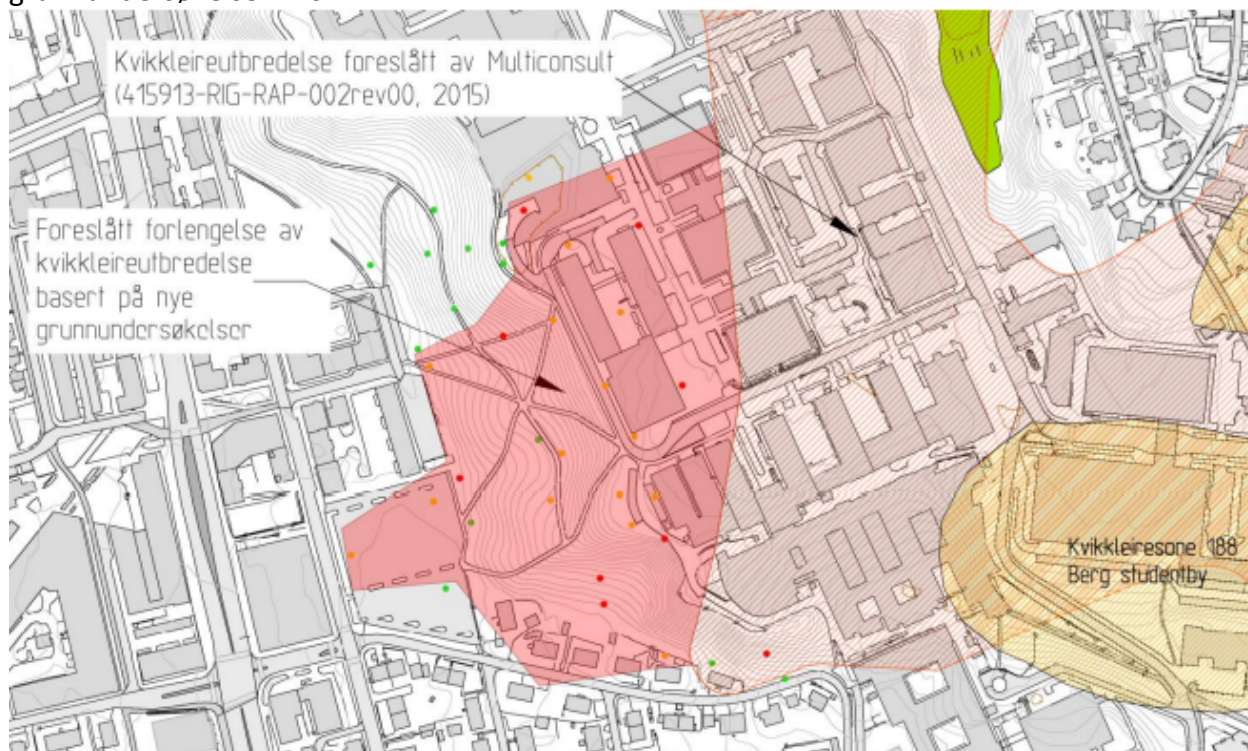 Kvikkleireutbredelse foreslått av Multiconsult
(415913-RIG-RAP-002rev00, 2015)
Foreslått forlengelse av
kvikkleireutbredelse
basert på nye
grunnundersøkelser
Kvikkleiresone 188
Berg studentby